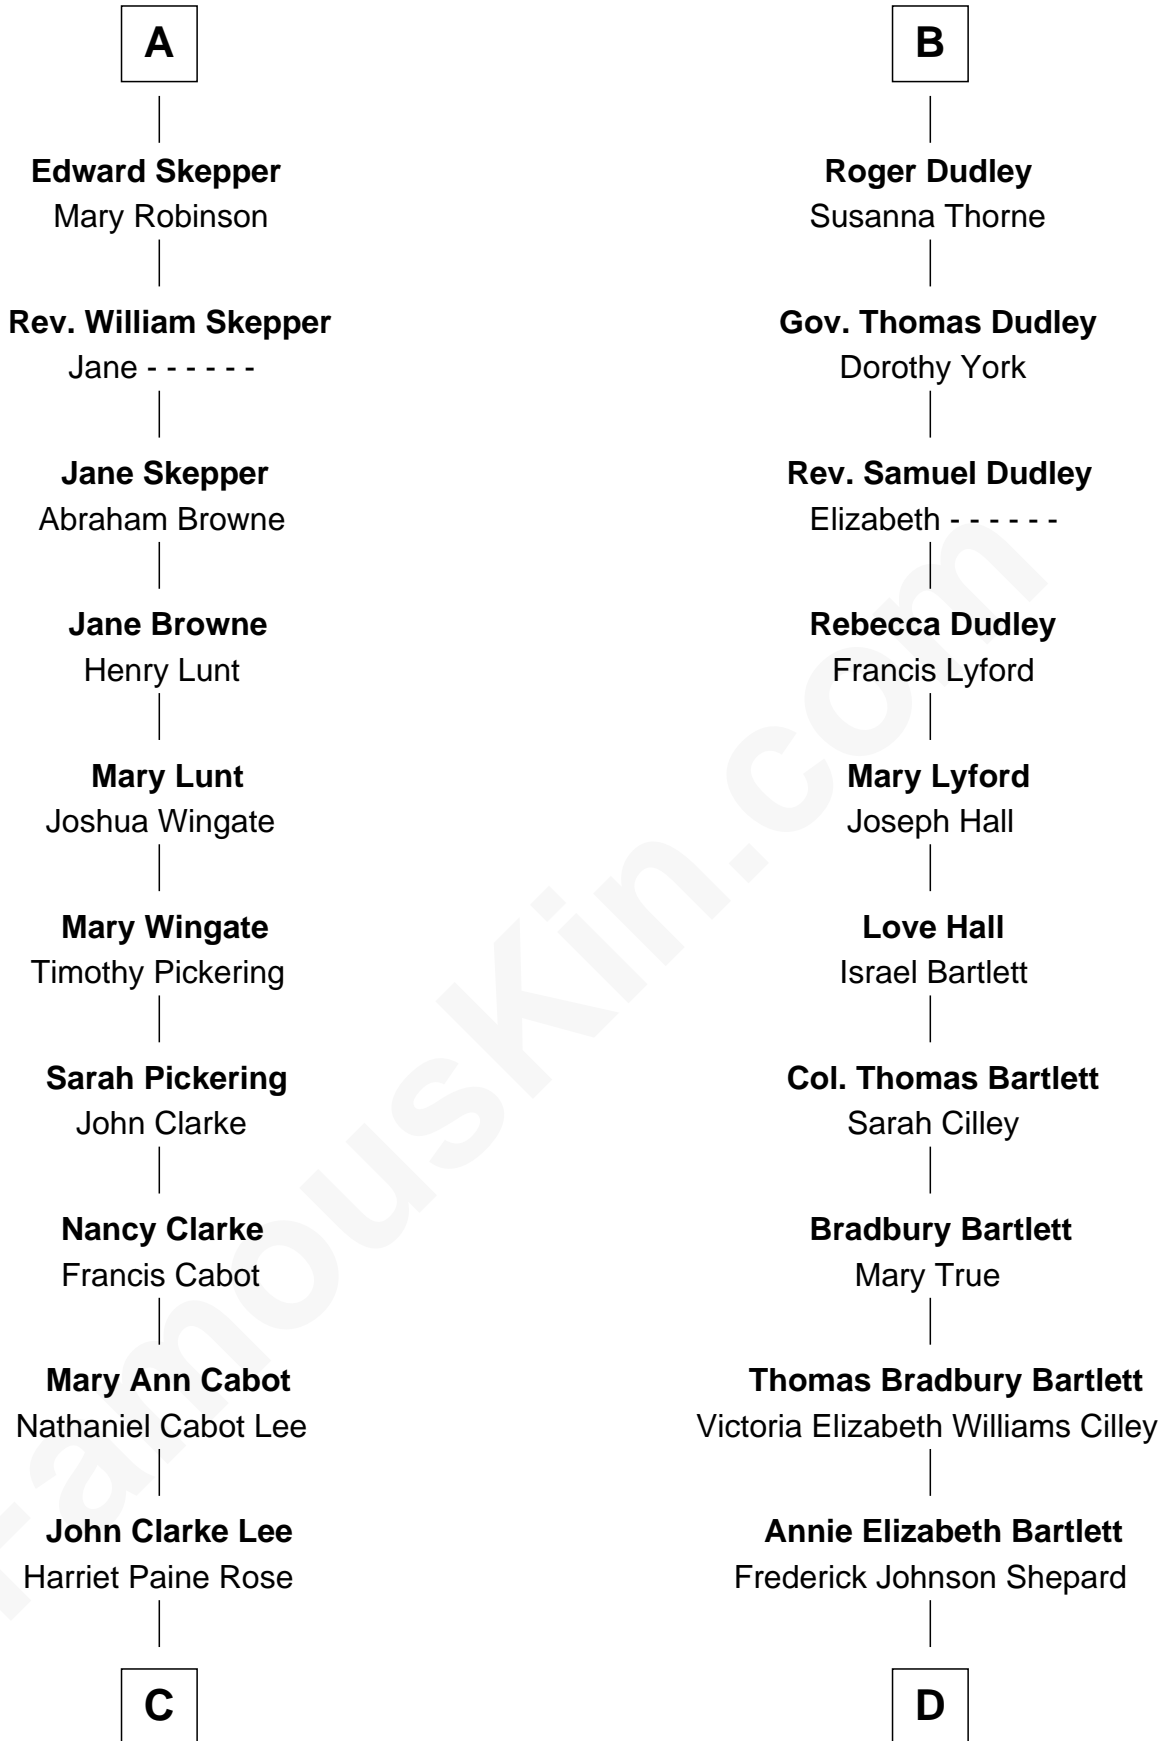 A
Edward Skepper
Mary Robinson
Rev. William Skepper
Jane - - - - - -
Jane Skepper
Abraham Browne
Jane Browne
Henry Lunt
Mary Lunt
Joshua Wingate
Mary Wingate
Timothy Pickering
Sarah Pickering
John Clarke
Nancy Clarke
Francis Cabot
Mary Ann Cabot
Nathaniel Cabot Lee
John Clarke Lee
Harriet Paine Rose
C
B
Roger Dudley
Susanna Thorne
Gov. Thomas Dudley
Dorothy York
Rev. Samuel Dudley
Elizabeth - - - - - -
Rebecca Dudley
Francis Lyford
Mary Lyford
Joseph Hall
Love Hall
Israel Bartlett
Col. Thomas Bartlett
Sarah Cilley
Bradbury Bartlett
Mary True
Thomas Bradbury Bartlett
Victoria Elizabeth Williams Cilley
Annie Elizabeth Bartlett
Frederick Johnson Shepard
D
FamousKin.com